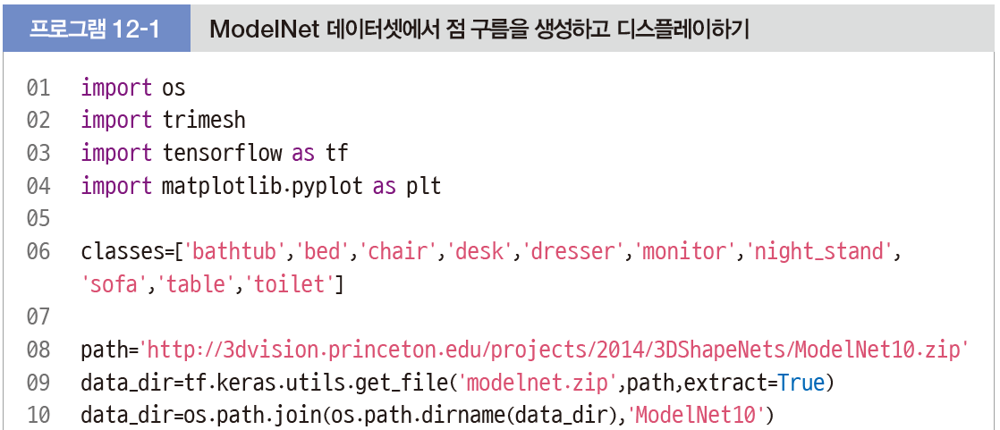 프로그램 12-1 ModelNet 데이터셋에서 점 구름을 생성하고 디스플레이하기
01 import os
02 import trimesh
03 import tensorflow as tf
04 import matplotlib.pyplot as plt
05
06 classes=['bathtub','bed','chair','desk','dresser','monitor','night_stand',
'sofa','table','toilet']
07
08 path='http://3dvision.princeton.edu/projects/2014/3DShapeNets/ModelNet10.zip'
09 data_dir=tf.keras.utils.get_file('modelnet.zip',path,extract=True)
10 data_dir=os.path.join(os.path.dirname(data_dir),'ModelNet10')